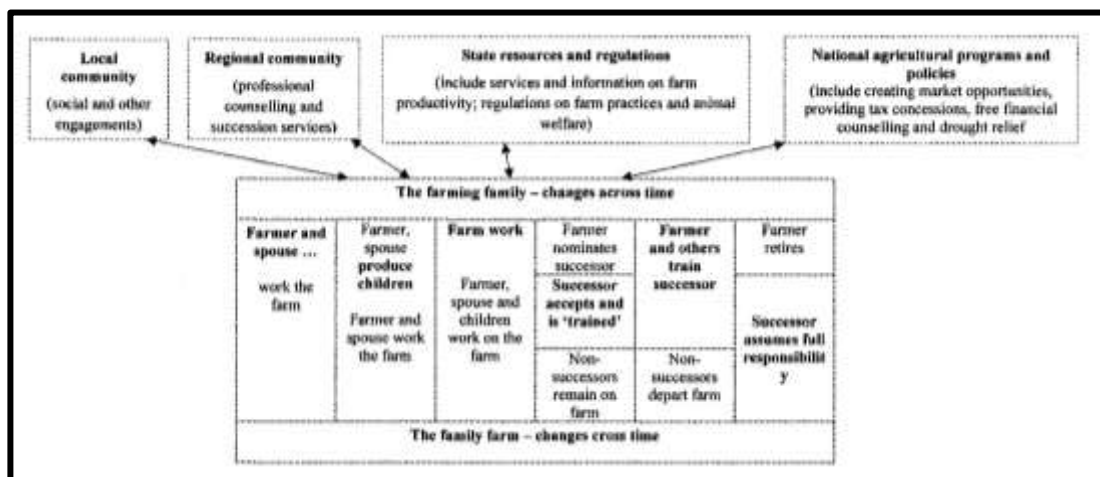 Local
community
(social and other
engagements)
Regional community
(professional
counselling and
succession services)
State resources and regulations
(include services and information on farm
productivity; regulations on farm practices and animal
welfare)
National agricultural programs and
policies
(include creating market opportunities,
providing tax concessions, free financial
counselling and drought relief
The farming family – changes across time
Farmer and
spouse ...
work the
farm
Farmer,
spouse
produce
children
Farmer and
spouse work
the farm
Farm work
Farmer,
spouse and
children
work on the
farm
Farmer
nominates
successor
Successor
accepts and
is 'trained'
Non-
successors
remain on
farm
Farmer
and others
train
successor
Non-
successors
depart farm
Farmer
retires
Successor
assumes full
responsibilit
y
The family farm – changes cross time